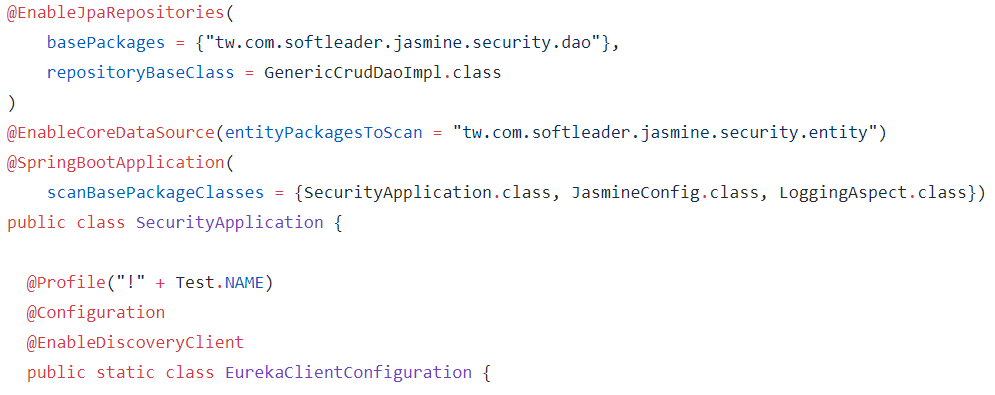 @EnableJpaRepositories(
    basePackages = {"tw.com.softleader.jasmine.security.dao"},
    repositoryBaseClass = GenericCrudDaoImpl.class
)
@EnableCoreDataSource(entityPackagesToScan = "tw.com.softleader.jasmine.security.entity")
@SpringBootApplication(
    scanBasePackageClasses = {SecurityApplication.class, JasmineConfig.class, LoggingAspect.class})
public class SecurityApplication {

  @Profile("!" + Test.NAME)
  @Configuration
  @EnableDiscoveryClient
  public static class EurekaClientConfiguration {